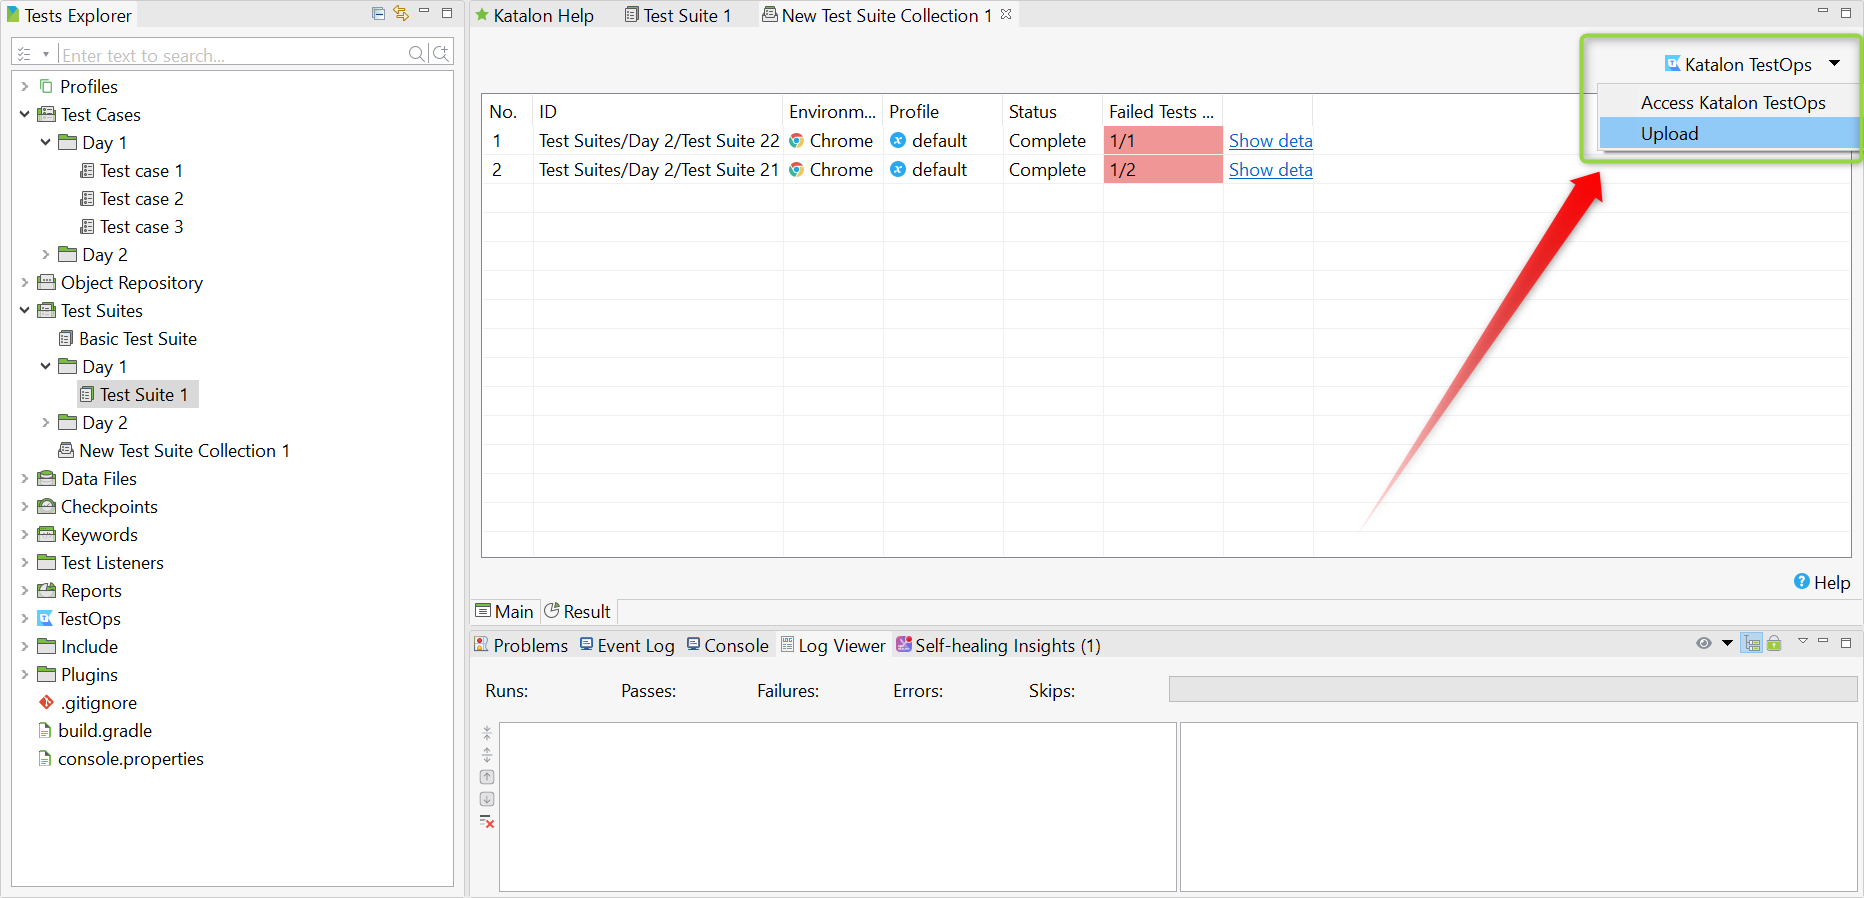 Tests Explorer
Enter text to search...
Profiles
Test Cases
Day 1
Test case 1
Test case 2
Test case 3
Day 2
Object Repository
Test Suites
Basic Test Suite
Day 1
Test Suite 1
Day 2
New Test Suite Collection 1
Data Files
Checkpoints
Keywords
Test Listeners
Reports
TestOps
Include
Plugins
.gitignore
build.gradle
console.properties
Katalon Help
Test Suite 1
New Test Suite Collection 1
Katalon TestOps
Access Katalon TestOps
Upload
No. ID Environm... Profile Status Failed Tests ...
1 Test Suites/Day 2/Test Suite 22 Chrome default Complete 1/1 Show deta
2 Test Suites/Day 2/Test Suite 21 Chrome default Complete 1/2 Show deta
Help
Main Result
Problems Event Log Console Log Viewer Self-healing Insights (1)
Runs: Passes: Failures: Errors: Skips: